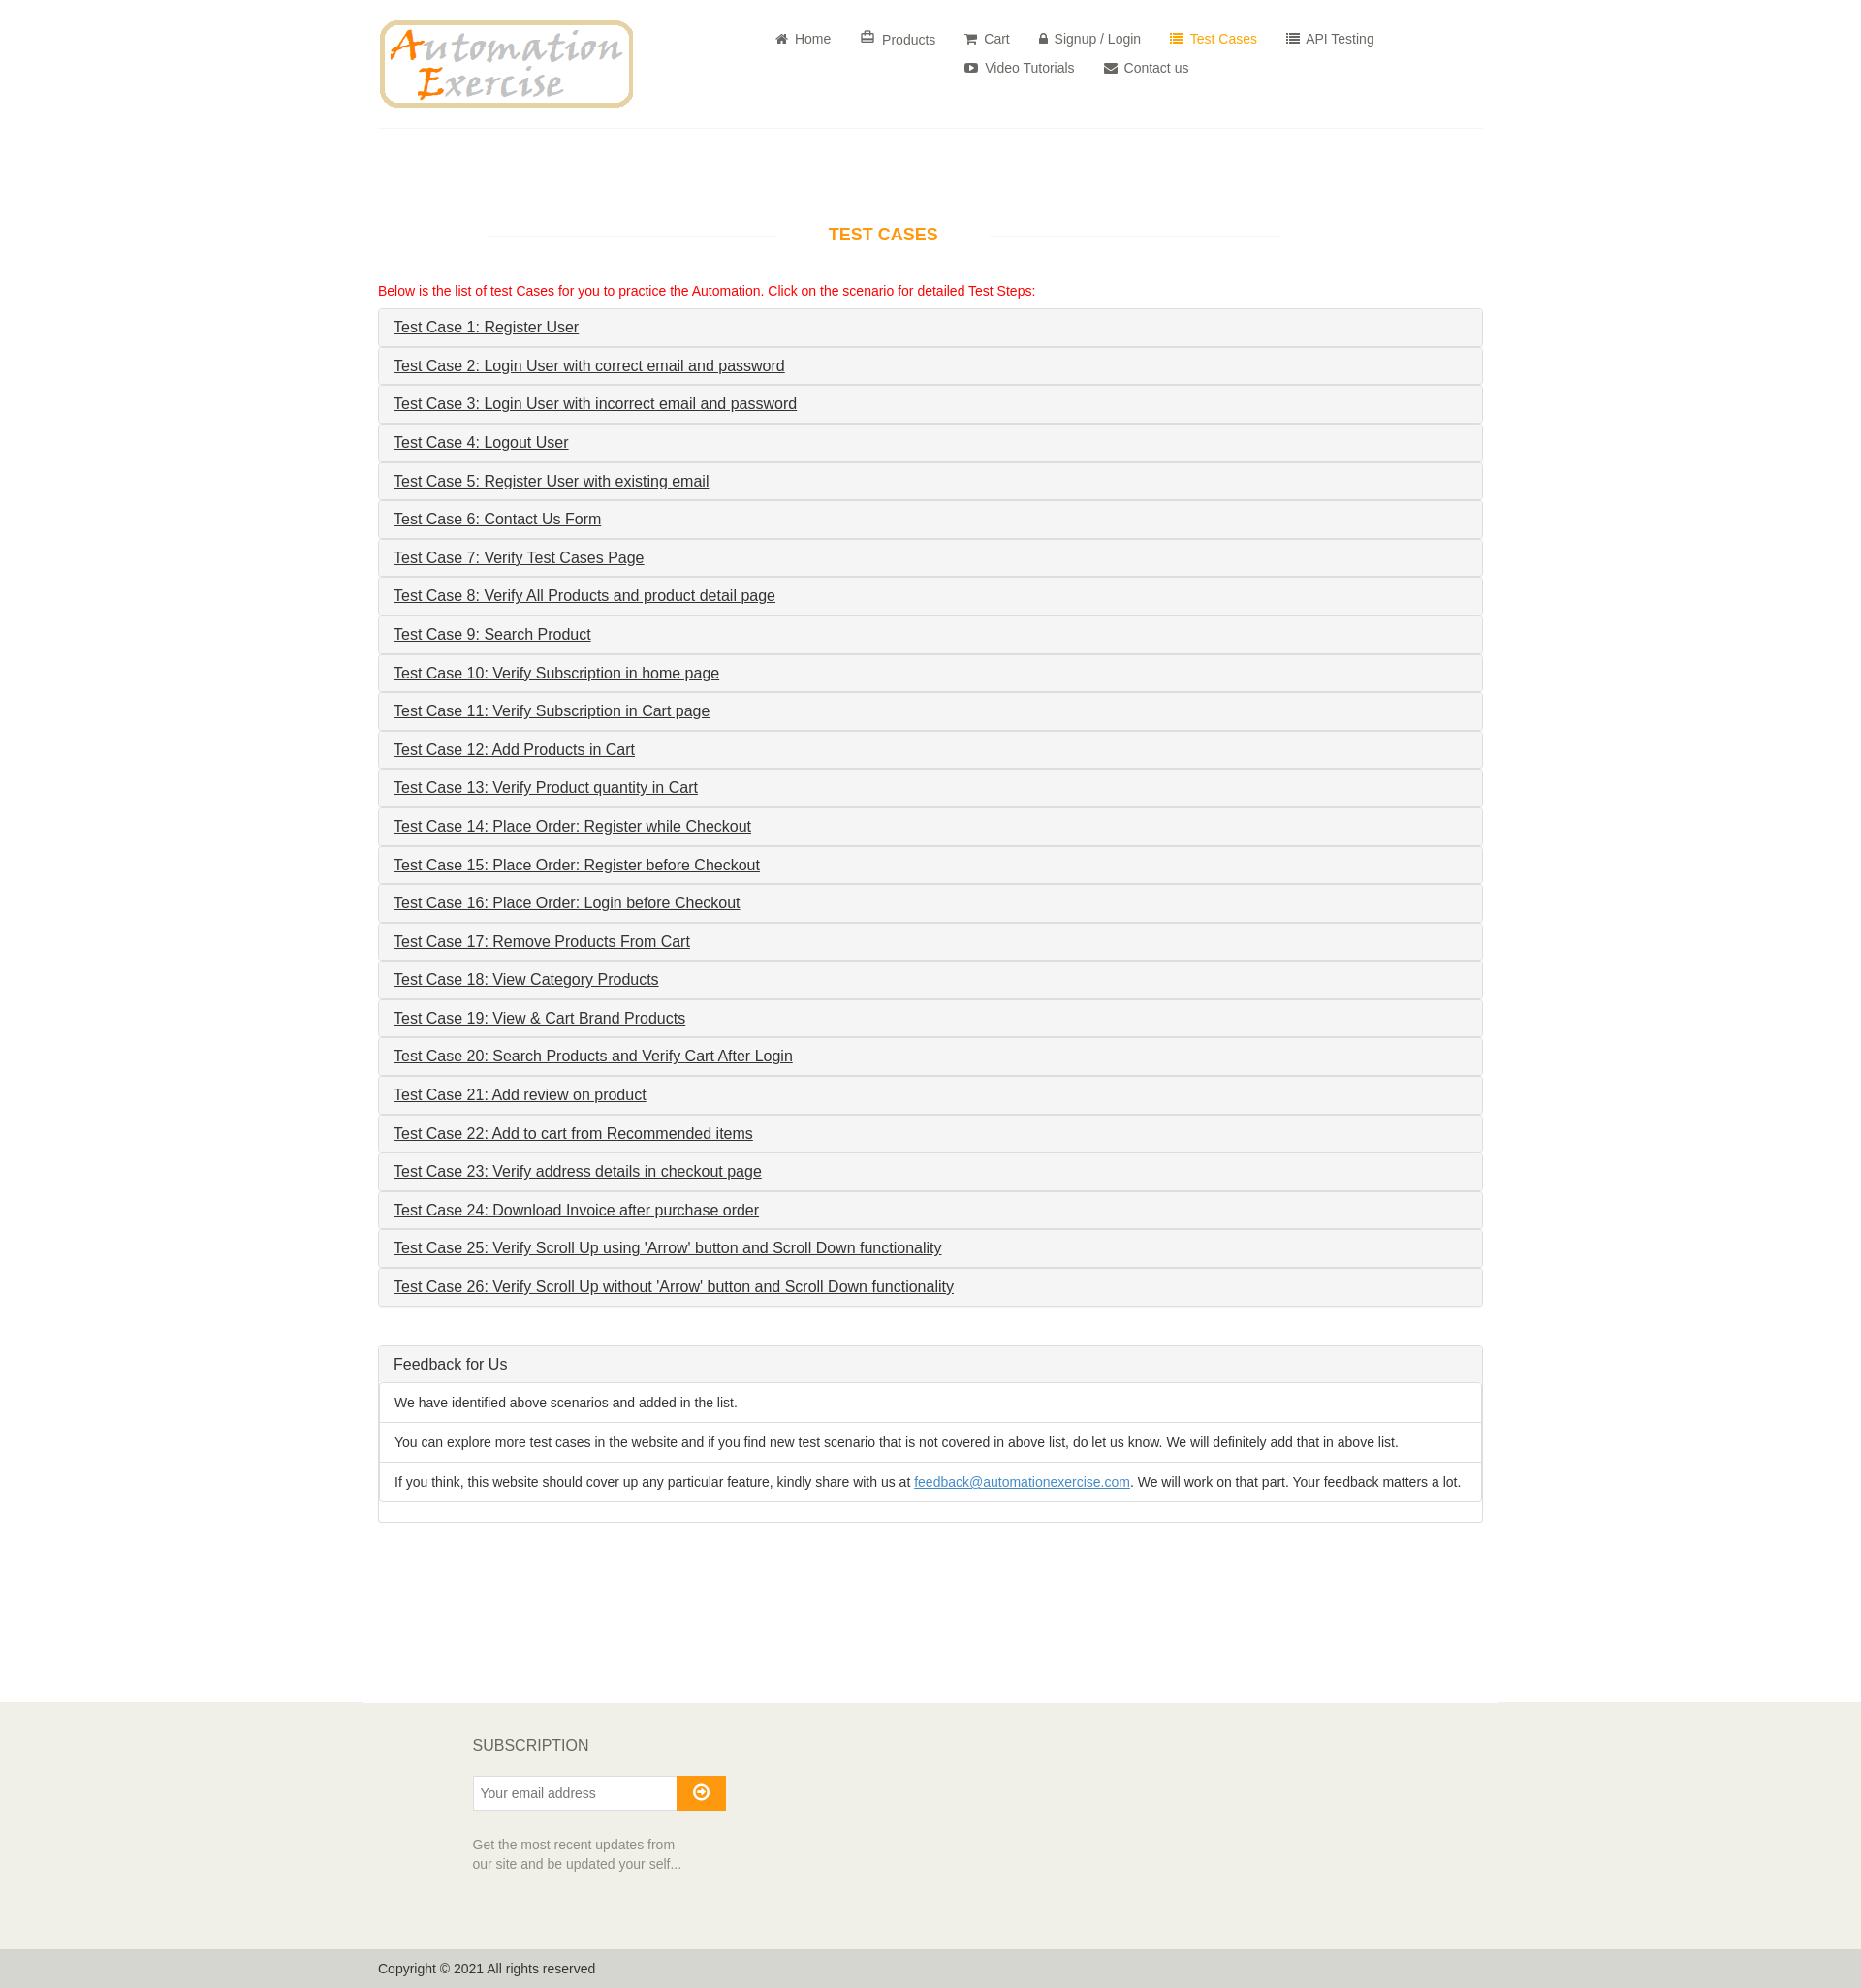 Automation
Exercise
Home
Products
Cart
Signup / Login
Test Cases
API Testing
Video Tutorials
Contact us
TEST CASES
Below is the list of test Cases for you to practice the Automation. Click on the scenario for detailed Test Steps:
Test Case 1: Register User
Test Case 2: Login User with correct email and password
Test Case 3: Login User with incorrect email and password
Test Case 4: Logout User
Test Case 5: Register User with existing email
Test Case 6: Contact Us Form
Test Case 7: Verify Test Cases Page
Test Case 8: Verify All Products and product detail page
Test Case 9: Search Product
Test Case 10: Verify Subscription in home page
Test Case 11: Verify Subscription in Cart page
Test Case 12: Add Products in Cart
Test Case 13: Verify Product quantity in Cart
Test Case 14: Place Order: Register while Checkout
Test Case 15: Place Order: Register before Checkout
Test Case 16: Place Order: Login before Checkout
Test Case 17: Remove Products From Cart
Test Case 18: View Category Products
Test Case 19: View & Cart Brand Products
Test Case 20: Search Products and Verify Cart After Login
Test Case 21: Add review on product
Test Case 22: Add to cart from Recommended items
Test Case 23: Verify address details in checkout page
Test Case 24: Download Invoice after purchase order
Test Case 25: Verify Scroll Up using 'Arrow' button and Scroll Down functionality
Test Case 26: Verify Scroll Up without 'Arrow' button and Scroll Down functionality
Feedback for Us
We have identified above scenarios and added in the list.
You can explore more test cases in the website and if you find new test scenario that is not covered in above list, do let us know. We will definitely add that in above list.
If you think, this website should cover up any particular feature, kindly share with us at feedback@automationexercise.com. We will work on that part. Your feedback matters a lot.
SUBSCRIPTION
Your email address
Get the most recent updates from
our site and be updated your self...
Copyright © 2021 All rights reserved